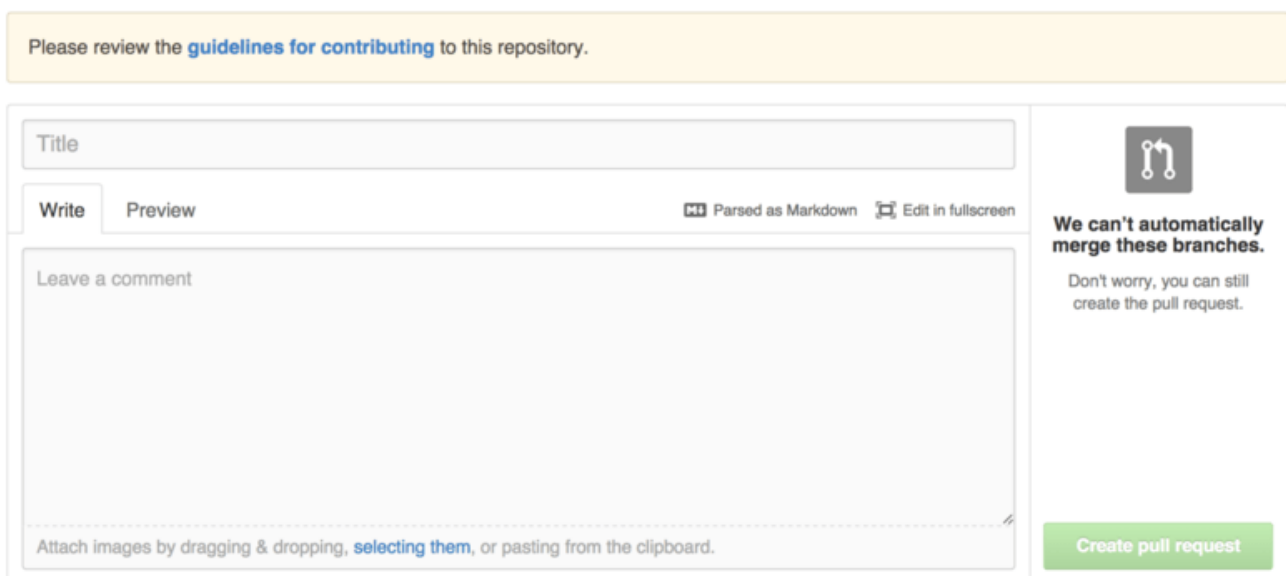 Please review the guidelines for contributing to this repository.
Title
Write Preview Parsed as Markdown Edit in fullscreen
Leave a comment
Attach images by dragging & dropping, selecting them, or pasting from the clipboard.
We can't automatically
merge these branches.
Don't worry, you can still
create the pull request.
Create pull request